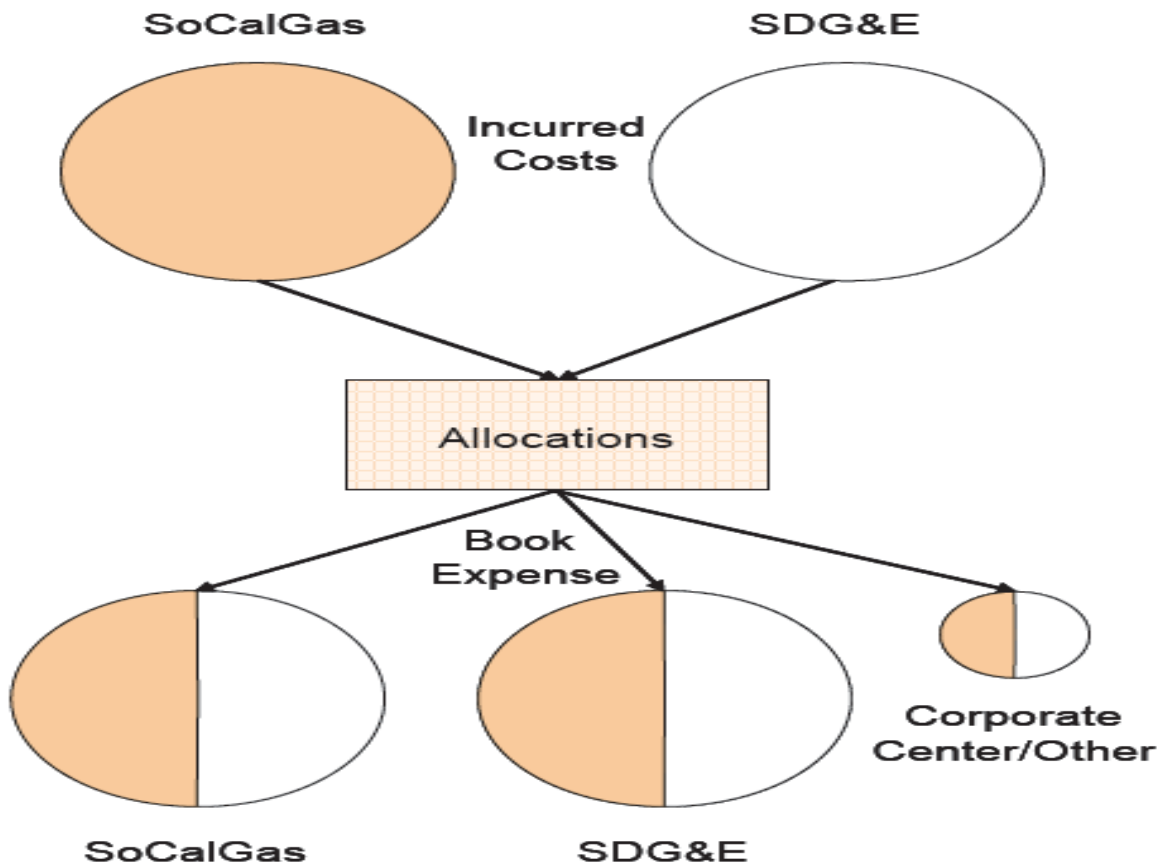 SoCalGas
SDG&E
Incurred
Costs
Allocations
Book
Expense
Corporate
Center/Other
SoCalGas
SDG&E